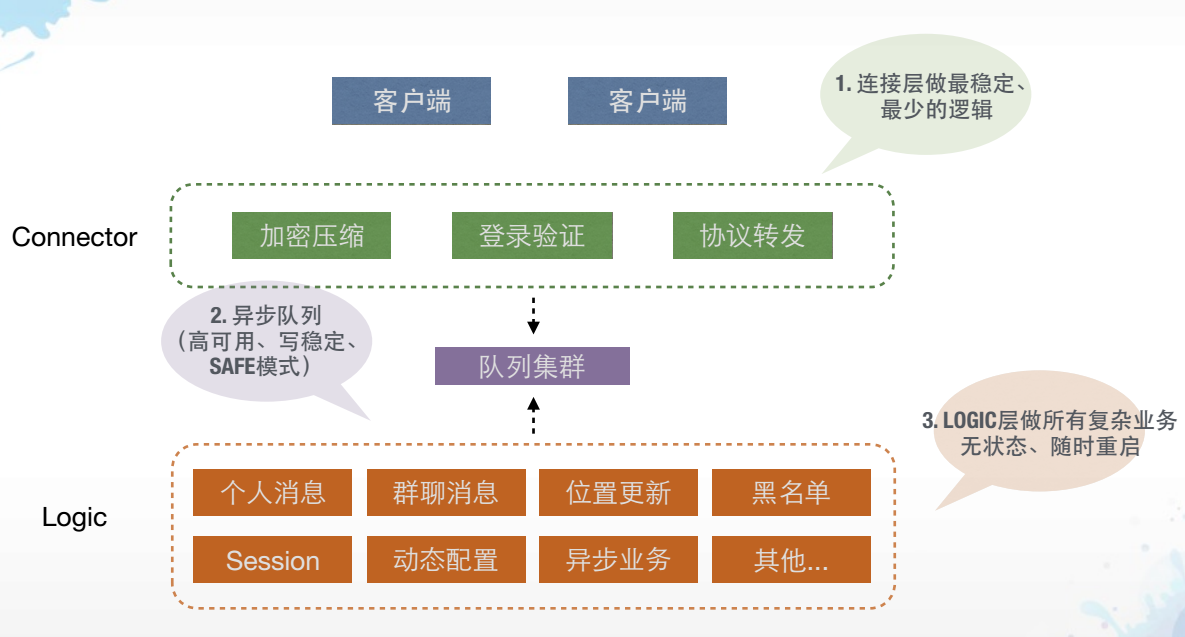 客户端
客户端
1. 连接层做最稳定、
最少的逻辑
Connector
加密压缩
登录验证
协议转发
2. 异步队列
（高可用、写稳定、
SAFE模式）
队列集群
3. LOGIC层做所有复杂业务
无状态、随时重启
Logic
个人消息
群聊消息
位置更新
黑名单
Session
动态配置
异步业务
其他...